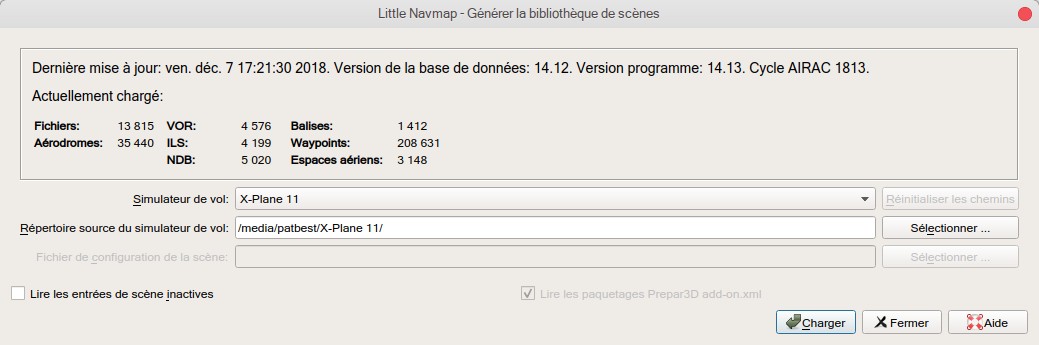 Little Navmap - Générer la bibliothèque de scènes
Dernière mise à jour: ven. déc. 7 17:21:30 2018. Version de la base de données: 14.12. Version programme: 14.13. Cycle AIRAC 1813.
Actuellement chargé:
Fichiers: 13 815 VOR: 4 576 Balises: 1 412
Aérodromes: 35 440 ILS: 4 199 Waypoints: 208 631
NDB: 5 020 Espaces aériens: 3 148
Simulateur de vol: X-Plane 11 Réinitialiser les chemins
Répertoire source du simulateur de vol: /media/patbest/X-Plane 11/ Sélectionner ...
Fichier de configuration de la scène: Sélectionner ...
Lire les entrées de scène inactives Lire les paquetages Prepar3D add-on.xml
Charger Fermer Aide